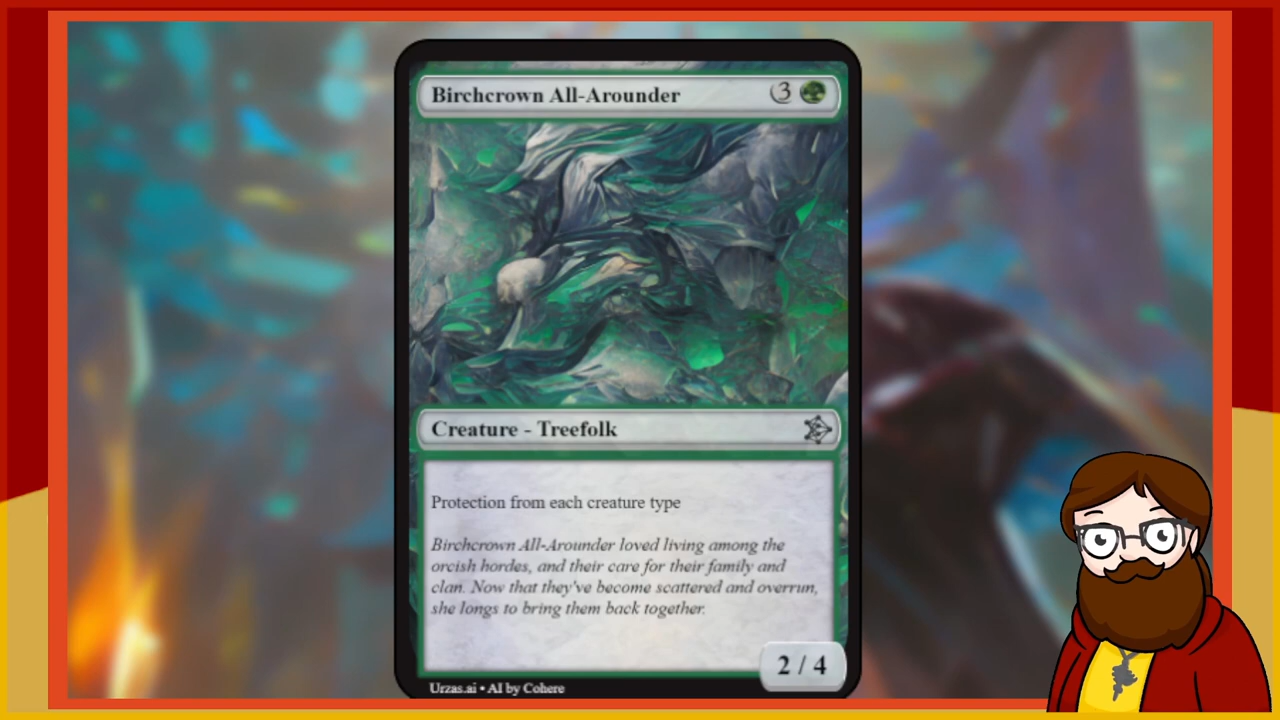 Birchcrown All-Arounder 3
Creature - Treefolk
Protection from each creature type
Birchcrown All-Arounder loved living among the
orcish hordes, and their care for their family and
clan. Now that they've become scattered and overrun,
she longs to bring them back together.
2 / 4
Urzas.ai • AI by Cohere